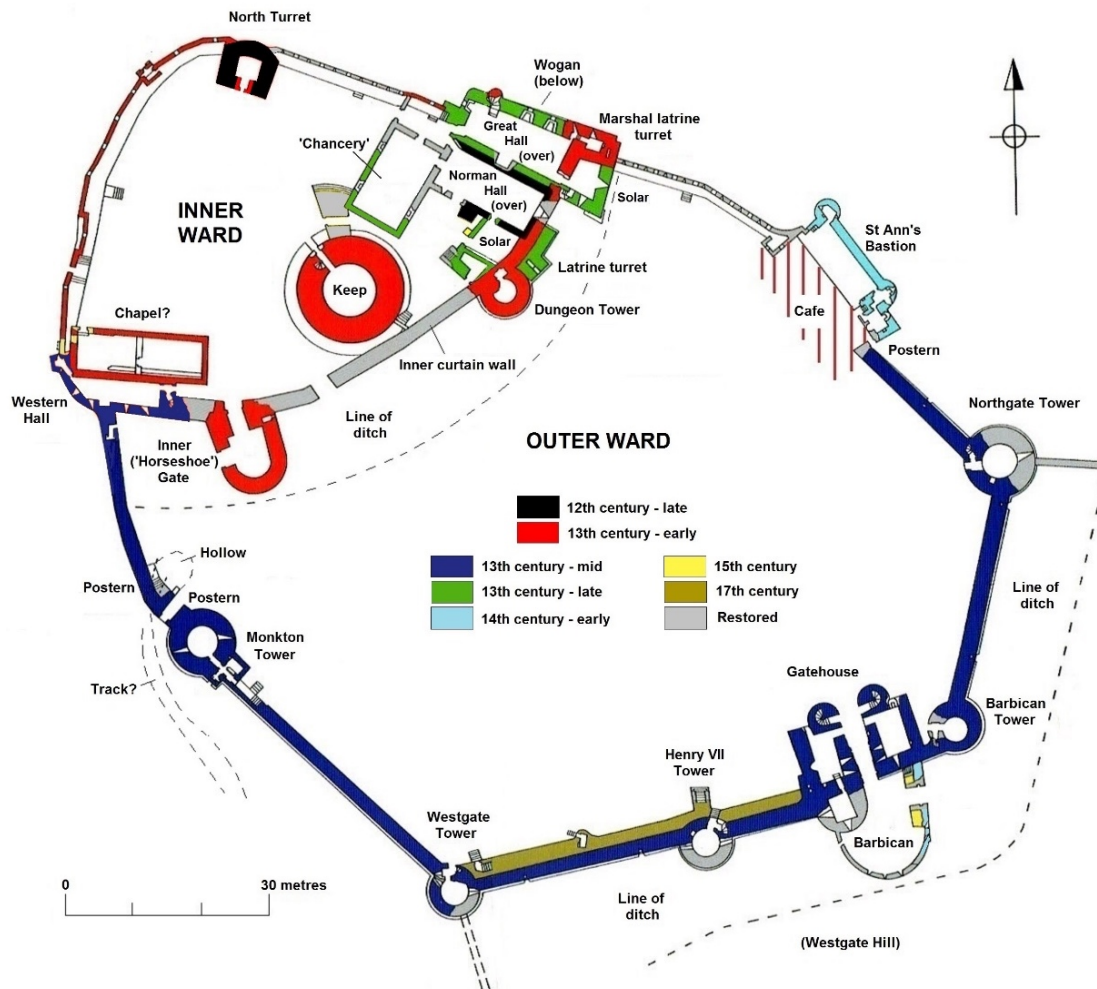 North Turret
Wogan
(below)
Great
Hall
(over)
Marshal latrine
turret
'Chancery'
Norman
Hall
(over)
Solar
INNER
WARD
Solar
St Ann's
Bastion
Latrine turret
Keep
Dungeon Tower
Cafe
Chapel?
Postern
Inner curtain wall
Western
Hall
Line of
ditch
Northgate Tower
Inner
('Horseshoe')
Gate
OUTER WARD
12th century - late
13th century - early
13th century - mid
13th century - late
14th century - early
15th century
17th century
Restored
Hollow
Postern
Postern
Line of
ditch
Monkton
Tower
Track?
Gatehouse
Barbican
Tower
Henry VII
Tower
Westgate
Tower
Barbican
0 30 metres
Line of
ditch
(Westgate Hill)